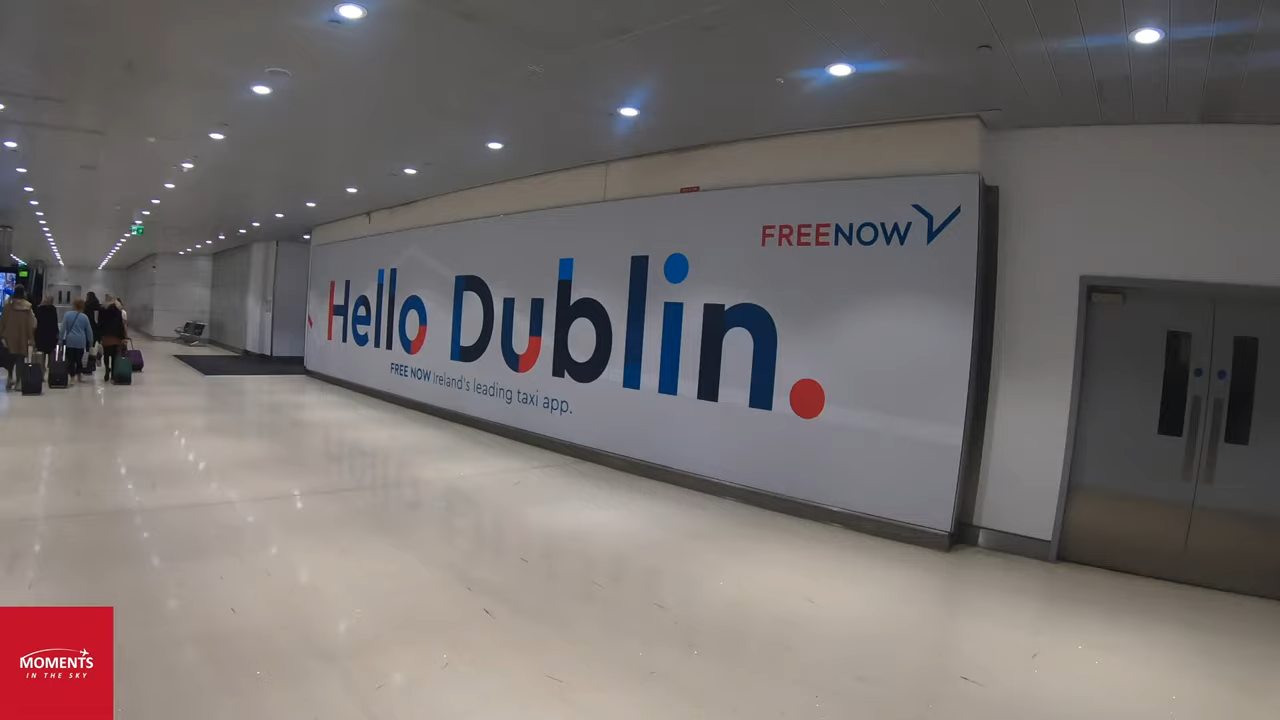 FREENOW
Hello Dublin.
FREE NOW Ireland's leading taxi app.
MOMENTS
IN THE SKY